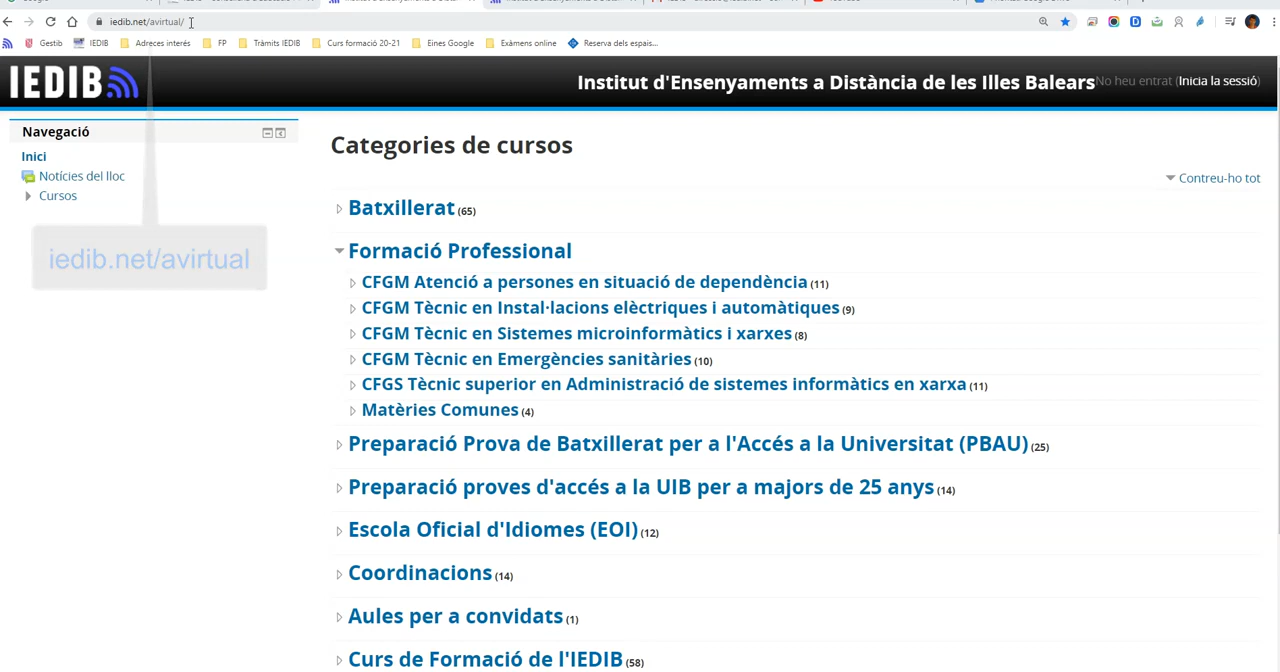 iedib.net/avirtual/
Gestib
IEDIB
Adreces interés
FP
Tràmits IEDIB
Curs formació 20-21
Eines Google
Exàmens online
Reserva dels espais...
IEDIB
Institut d'Ensenyaments a Distància de les Illes Balears
No heu entrat (Inicia la sessió)
Navegació
Inici
Notícies del lloc
Cursos
iedib.net/avirtual
Categories de cursos
Contreu-ho tot
Batxillerat (65)
Formació Professional
CFGM Atenció a persones en situació de dependència (11)
CFGM Tècnic en Instal·lacions elèctriques i automàtiques (9)
CFGM Tècnic en Sistemes microinformàtics i xarxes (8)
CFGM Tècnic en Emergències sanitàries (10)
CFGS Tècnic superior en Administració de sistemes informàtics en xarxa (11)
Matèries Comunes (4)
Preparació Prova de Batxillerat per a l'Accés a la Universitat (PBAU) (25)
Preparació proves d'accés a la UIB per a majors de 25 anys (14)
Escola Oficial d'Idiomes (EOI) (12)
Coordinacions (14)
Aules per a convidats (1)
Curs de Formació de l'IEDIB (58)